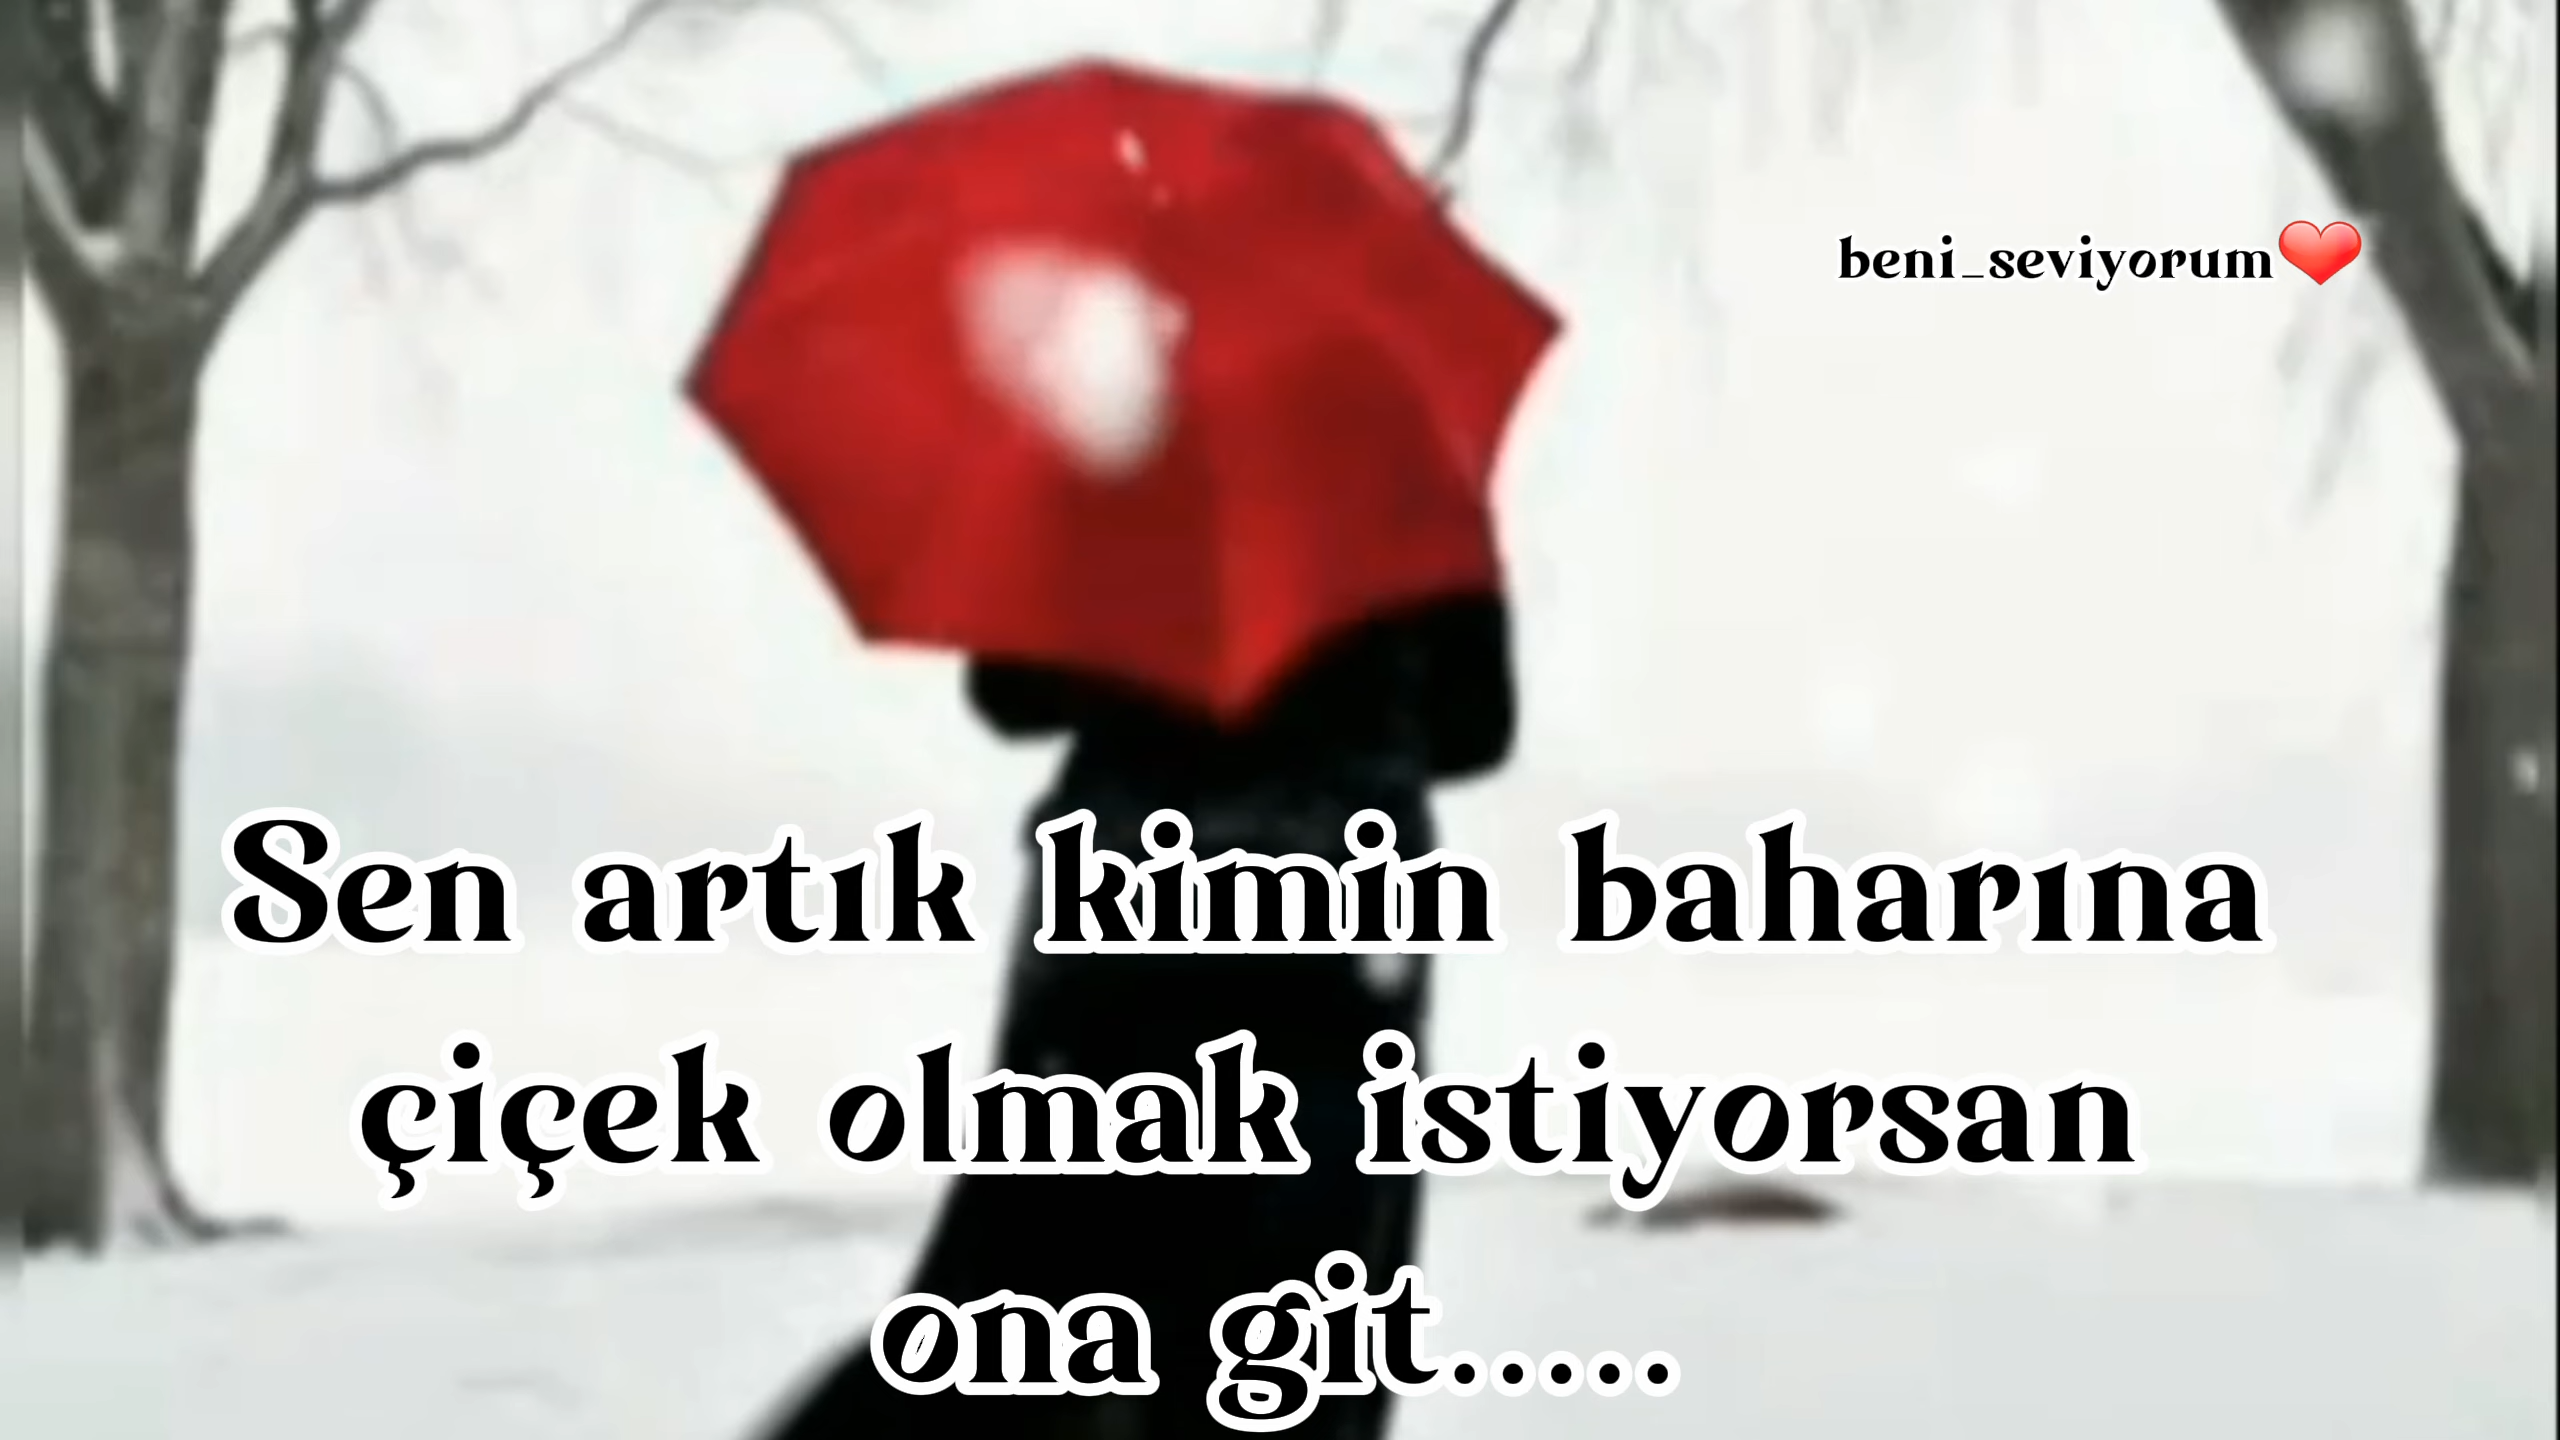 beni_seviyorum❤️
Sen artık kimin baharına
çiçek olmak istiyorsan
ona git.....